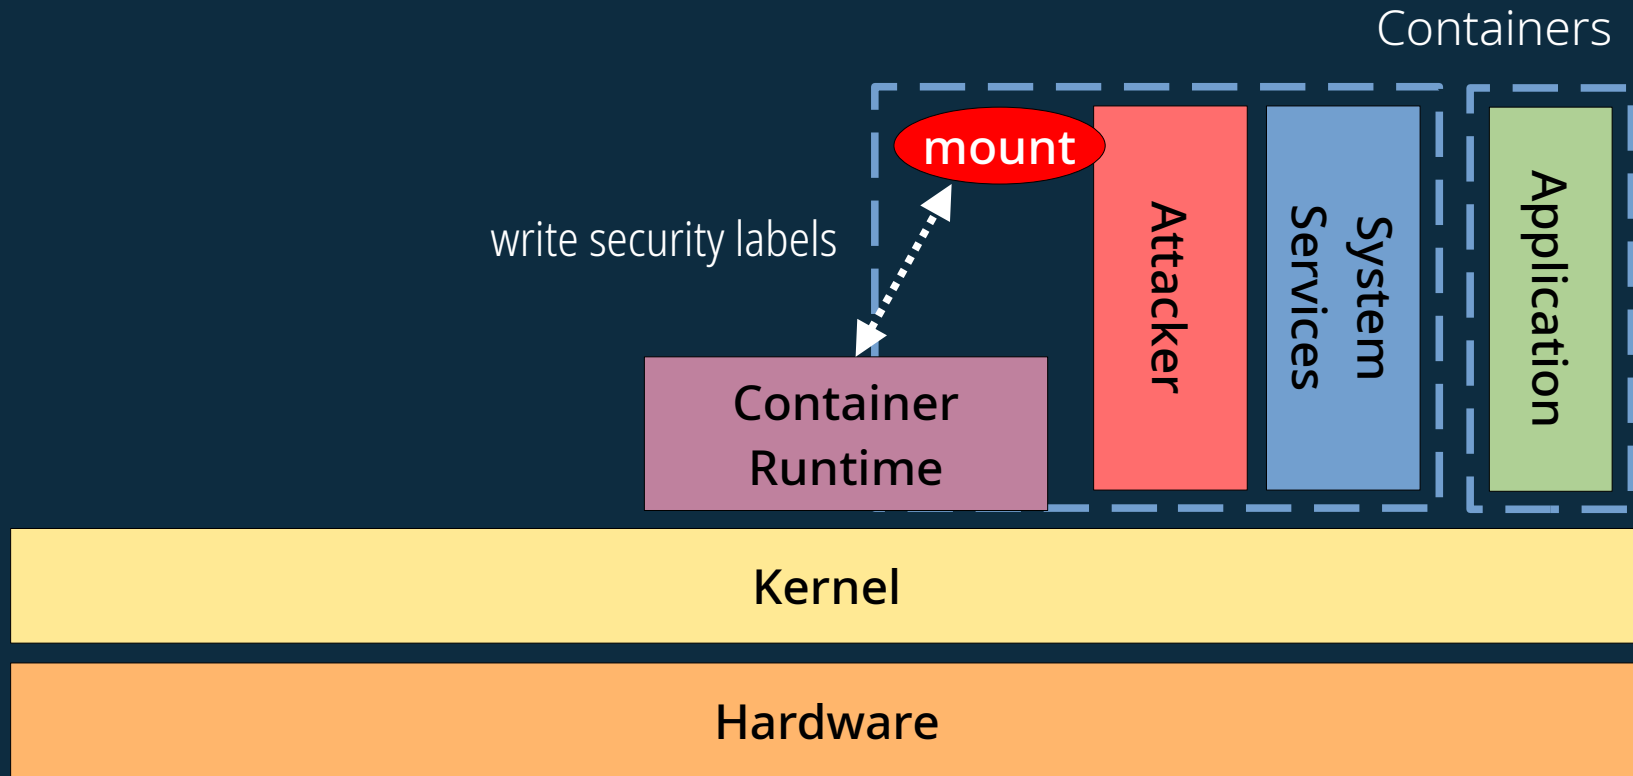 Containers
mount
write security labels
Attacker
System
Services
Application
Container
Runtime
Kernel
Hardware